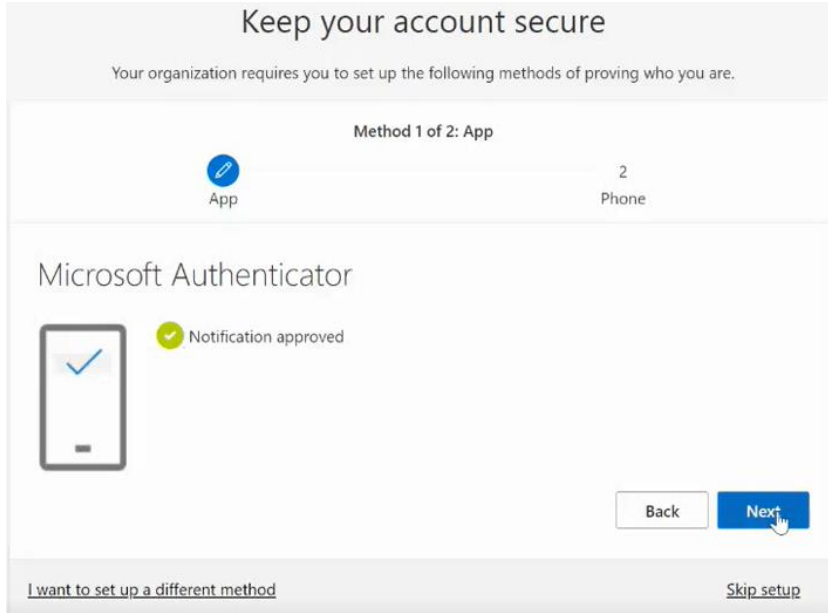 Keep your account secure
Your organization requires you to set up the following methods of proving who you are.
Method 1 of 2: App
App
2
Phone
Microsoft Authenticator
Notification approved
Back
Next
I want to set up a different method
Skip setup